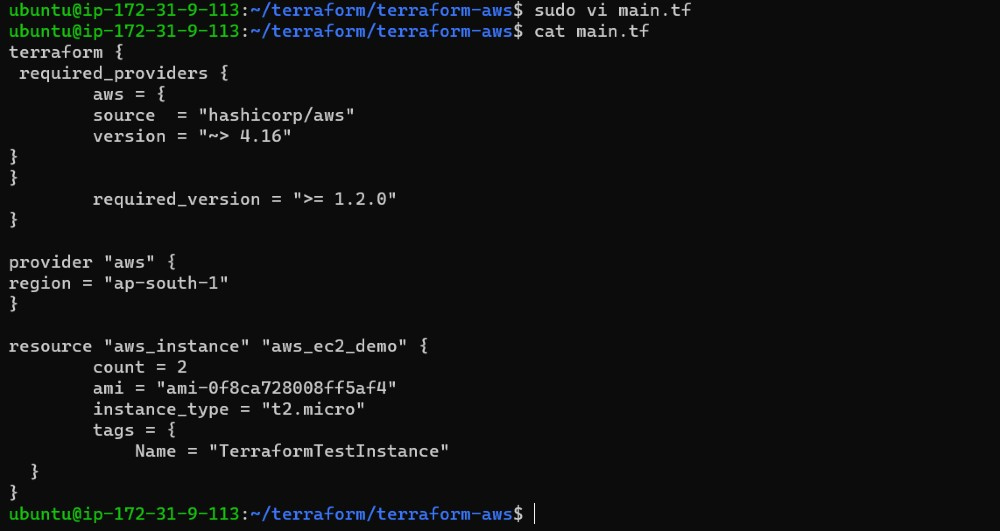 ubuntu@ip-172-31-9-113:~/terraform/terraform-aws$ sudo vi main.tf
ubuntu@ip-172-31-9-113:~/terraform/terraform-aws$ cat main.tf
terraform {
 required_providers {
        aws = {
        source  = "hashicorp/aws"
        version = "~> 4.16"
}
}
        required_version = ">= 1.2.0"
}

provider "aws" {
region = "ap-south-1"
}

resource "aws_instance" "aws_ec2_demo" {
        count = 2
        ami = "ami-0f8ca728008ff5af4"
        instance_type = "t2.micro"
        tags = {
            Name = "TerraformTestInstance"
  }
}
ubuntu@ip-172-31-9-113:~/terraform/terraform-aws$